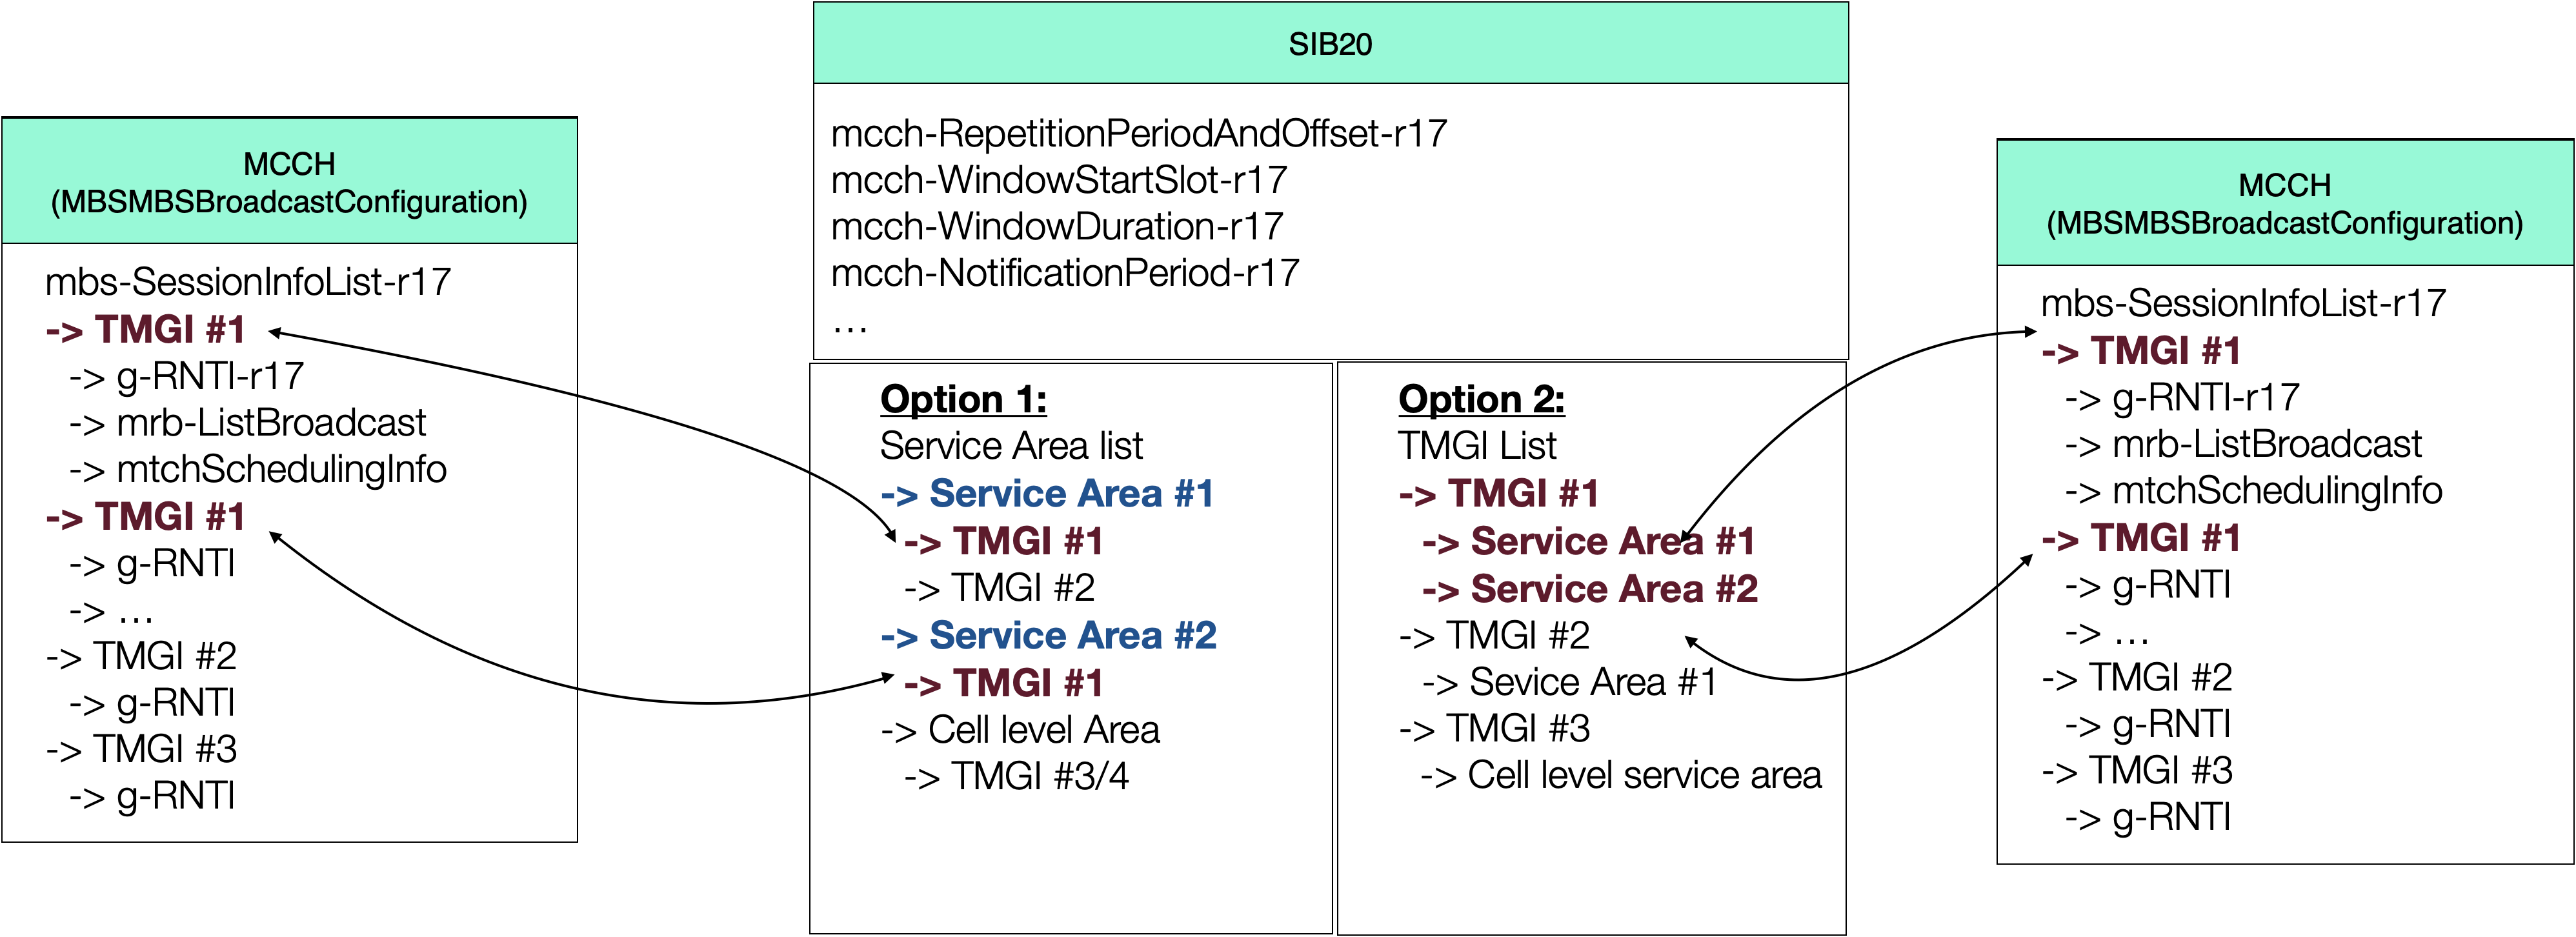 MCCH
(MBSMBSBroadcastConfiguration)
mbs-SessionInfoList-r17
-> TMGI #1
-> g-RNTI-r17
-> mrb-ListBroadcast
-> mtchSchedulingInfo
-> TMGI #1
-> g-RNTI
-> …
-> TMGI #2
-> g-RNTI
-> TMGI #3
-> g-RNTI
SIB20
mcch-RepetitionPeriodAndOffset-r17
mcch-WindowStartSlot-r17
mcch-WindowDuration-r17
mcch-NotificationPeriod-r17
…
Option 1:
Service Area list
-> Service Area #1
-> TMGI #1
-> TMGI #2
-> Service Area #2
-> TMGI #1
-> Cell level Area
-> TMGI #3/4
Option 2:
TMGI List
-> TMGI #1
-> Service Area #1
-> Service Area #2
-> TMGI #2
-> Sevice Area #1
-> TMGI #3
-> Cell level service area
MCCH
(MBSMBSBroadcastConfiguration)
mbs-SessionInfoList-r17
-> TMGI #1
-> g-RNTI-r17
-> mrb-ListBroadcast
-> mtchSchedulingInfo
-> TMGI #1
-> g-RNTI
-> …
-> TMGI #2
-> g-RNTI
-> TMGI #3
-> g-RNTI